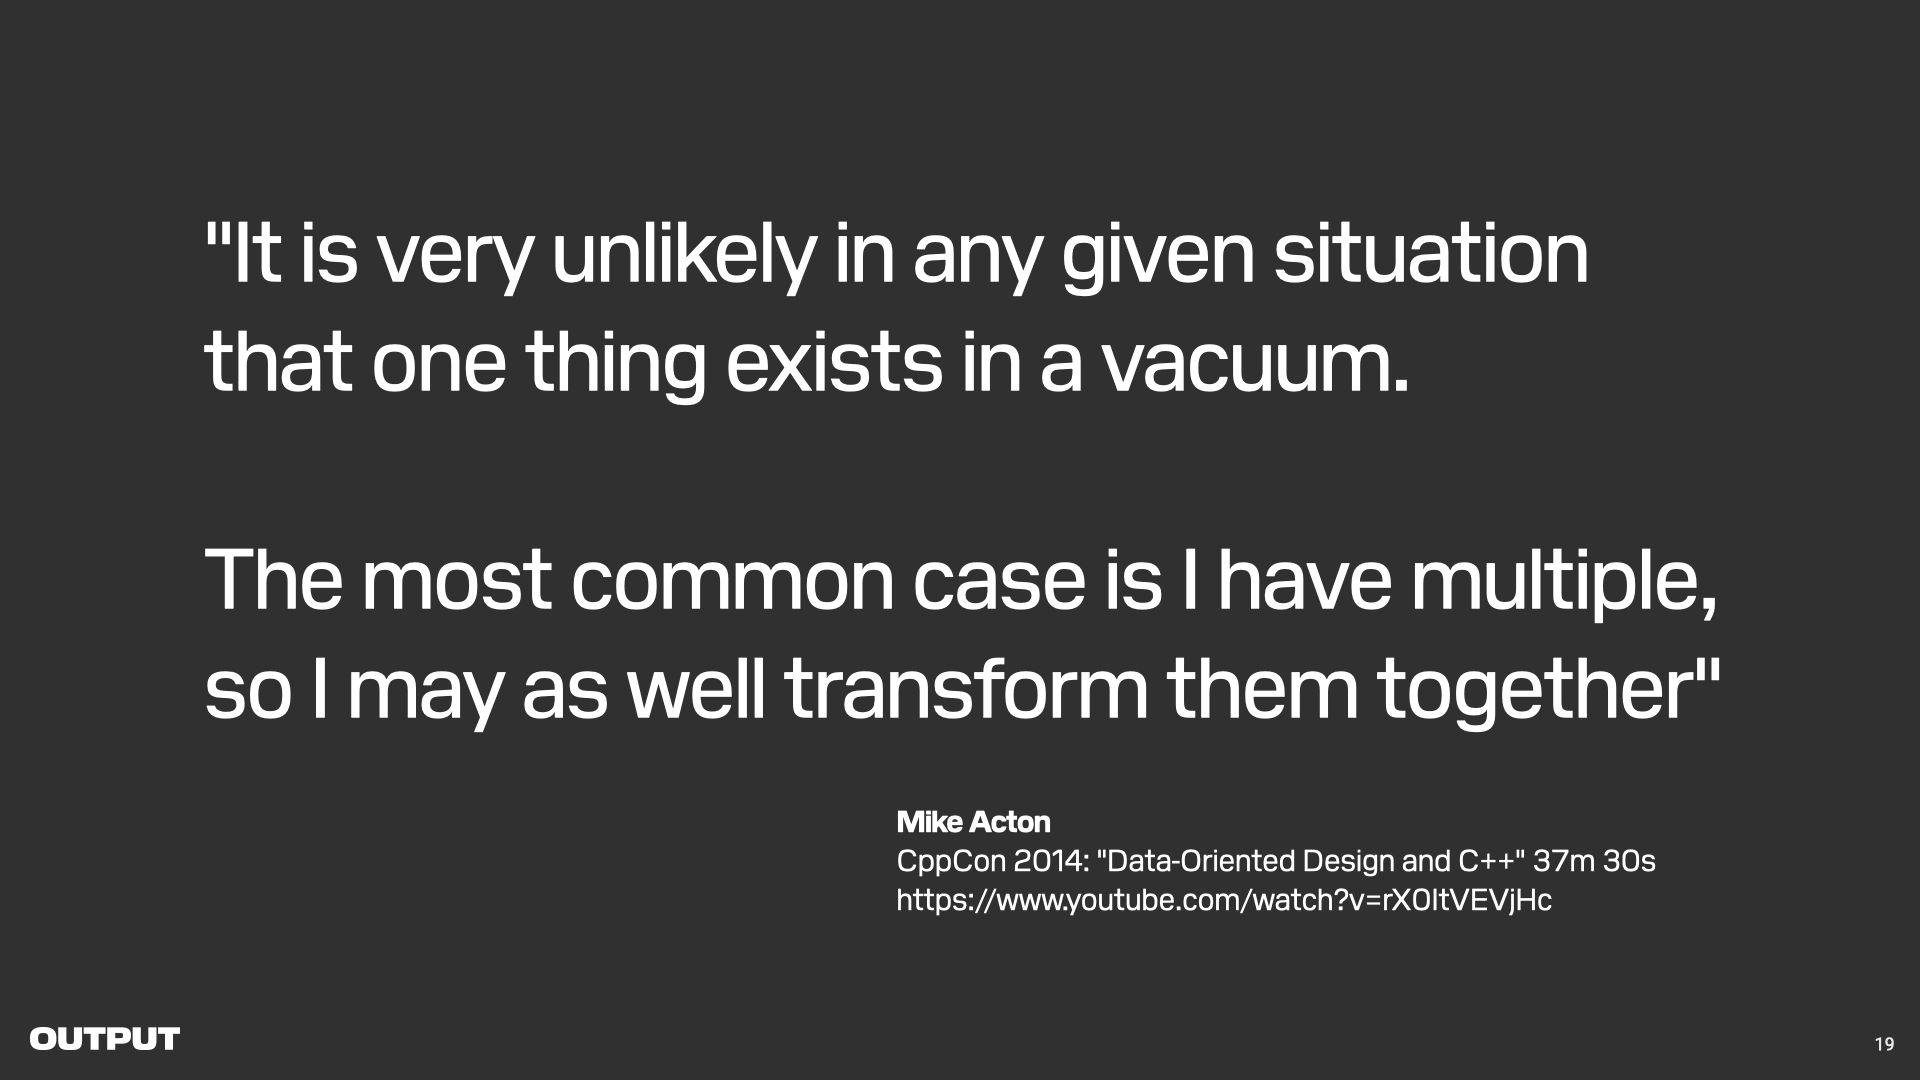 "It is very unlikely in any given situation
that one thing exists in a vacuum.
The most common case is I have multiple,
so I may as well transform them together"
Mike Acton
CppCon 2014: "Data-Oriented Design and C++" 37m 30s
https://www.youtube.com/watch?v=rX0ItVEVjHc
OUTPUT
19